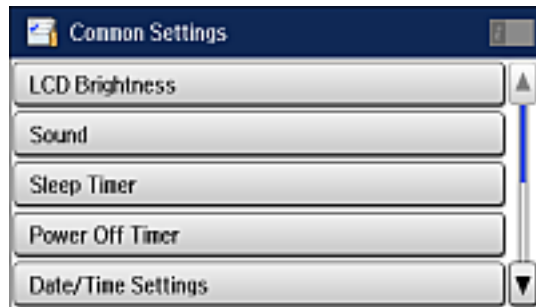 Common Settings
LCD Brightness
Sound
Sleep Timer
Power Off Timer
Date/Time Settings